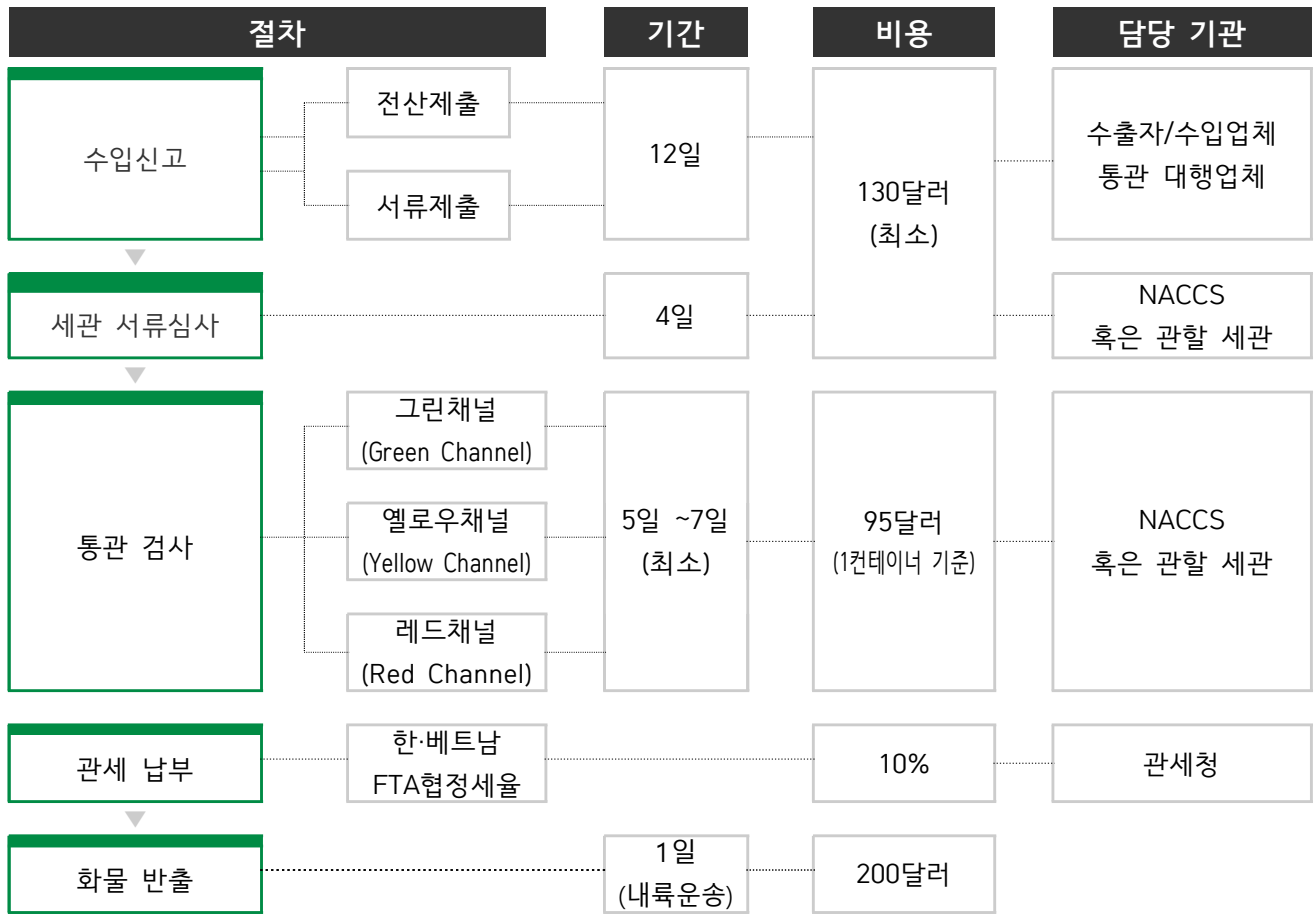 절차
기간
비용
담당 기관
수입신고
전산제출
서류제출
12일
130달러
(최소)
수출자/수입업체
통관 대행업체
세관 서류심사
4일
NACCS
혹은 관할 세관
통관 검사
그린채널
(Green Channel)
옐로우채널
(Yellow Channel)
레드채널
(Red Channel)
5일 ~7일
(최소)
95달러
(1컨테이너 기준)
NACCS
혹은 관할 세관
관세 납부
한·베트남
FTA협정세율
10%
관세청
화물 반출
1일
(내륙운송)
200달러